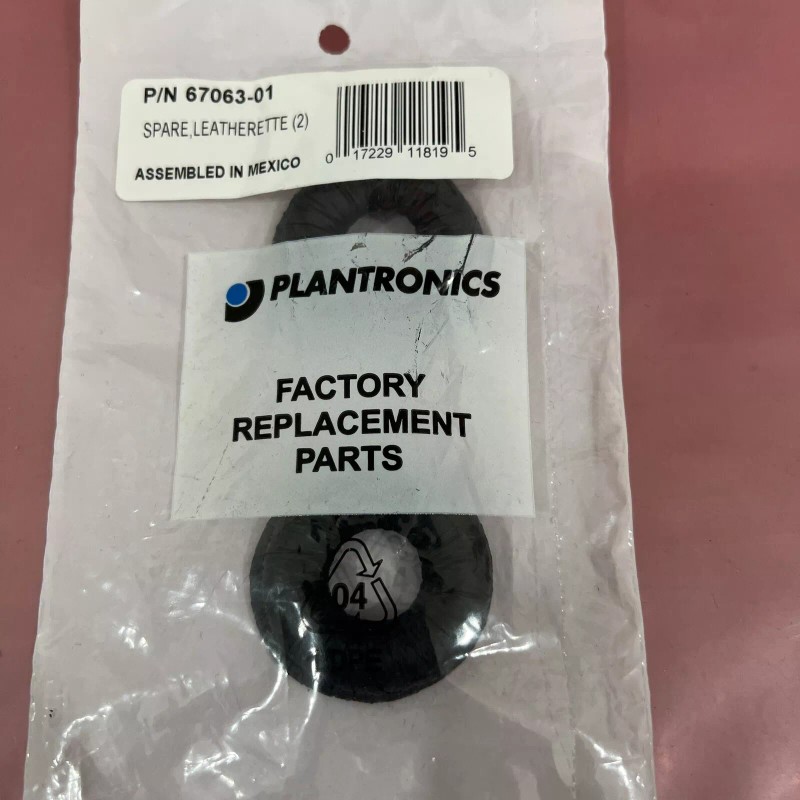 P/N 67063-01
SPARE,LEATHERETTE (2)
ASSEMBLED IN MEXICO
0 17229 11819 5
PLANTRONICS
FACTORY
REPLACEMENT
PARTS
04